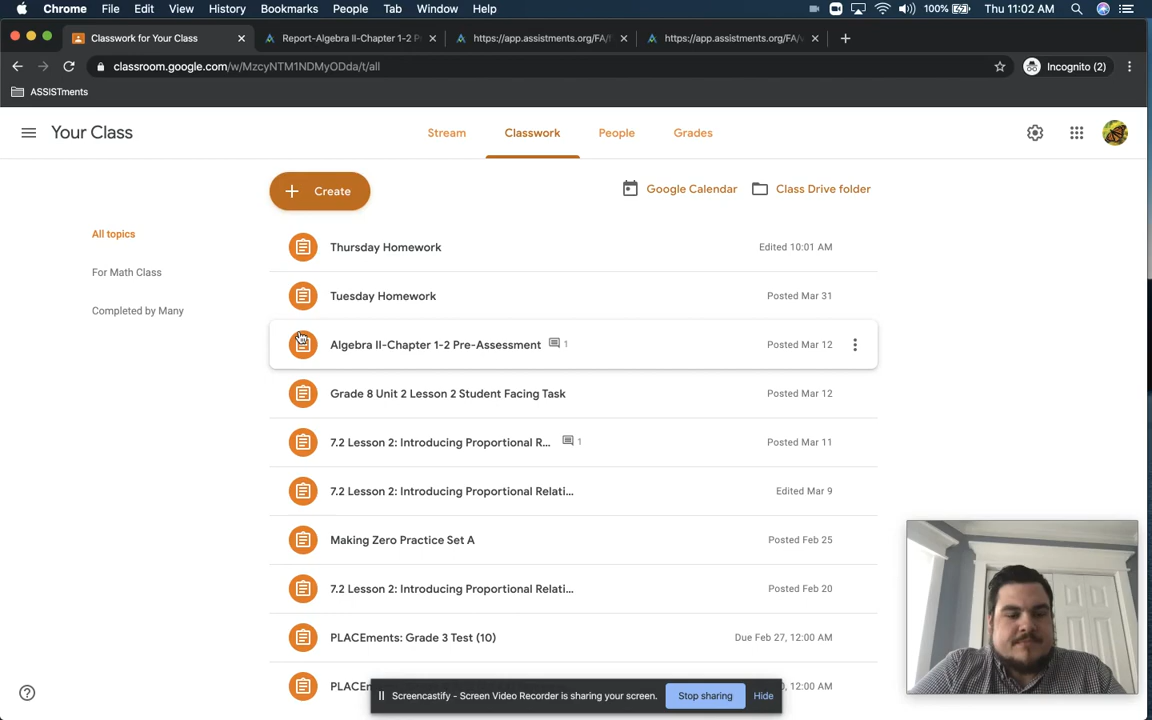 Chrome File Edit View History Bookmarks People Tab Window Help 100% Thu 11:02 AM
Classwork for Your Class Report-Algebra II-Chapter 1-2 P https://app.assistments.org/FA/ https://app.assistments.org/FA/
classroom.google.com/w/MzcyNTM1NDMyODda/t/all Incognito (2)
ASSISTments
Your Class Stream Classwork People Grades
Create Google Calendar Class Drive folder
All topics
For Math Class
Completed by Many
Thursday Homework Edited 10:01 AM
Tuesday Homework Posted Mar 31
Algebra II-Chapter 1-2 Pre-Assessment 1 Posted Mar 12
Grade 8 Unit 2 Lesson 2 Student Facing Task Posted Mar 12
7.2 Lesson 2: Introducing Proportional R... 1 Posted Mar 11
7.2 Lesson 2: Introducing Proportional Relati... Edited Mar 9
Making Zero Practice Set A Posted Feb 25
7.2 Lesson 2: Introducing Proportional Relati... Posted Feb 20
PLACEments: Grade 3 Test (10) Due Feb 27, 12:00 AM
PLACEm 12:00 AM
Screencastify - Screen Video Recorder is sharing your screen. Stop sharing Hide